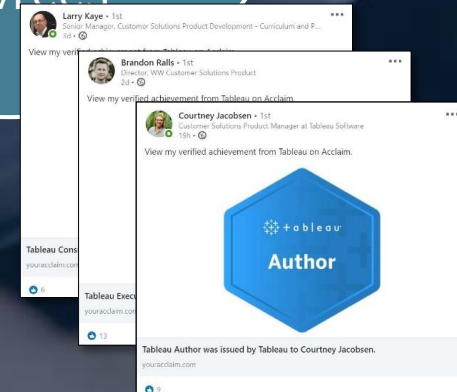 Larry Kaye • 1st
Senior Manager, Customer Solutions Product Development - Curriculum and P...
3d •
View my
Brandon Ralls • 1st
Director, WW Customer Solutions Product
2d •
View my verified achievement from Tableau on Acclaim.
Courtney Jacobsen • 1st
Customer Solutions Product Manager at Tableau Software
19h •
View my verified achievement from Tableau on Acclaim.
+ a b l e a u
Author
Tableau Cons
youracclaim.com
6
Tableau Execu
youracclaim.com
13
Tableau Author was issued by Tableau to Courtney Jacobsen.
youracclaim.com
9